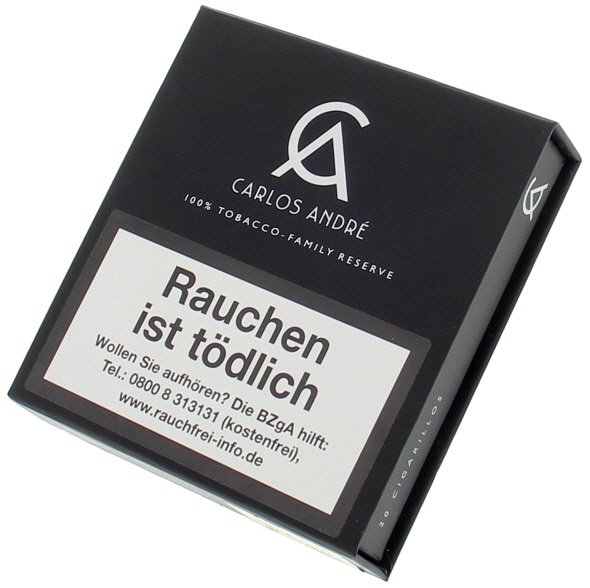 CA
CARLOS ANDRÉ
100% TOBACCO-FAMILY RESERVE
Rauchen
ist tödlich
Wollen Sie aufhören? Die BZgA hilft:
Tel.: 0800 8 313131 (kostenfrei),
www.rauchfrei-info.de
CA
20 CIGARILLOS